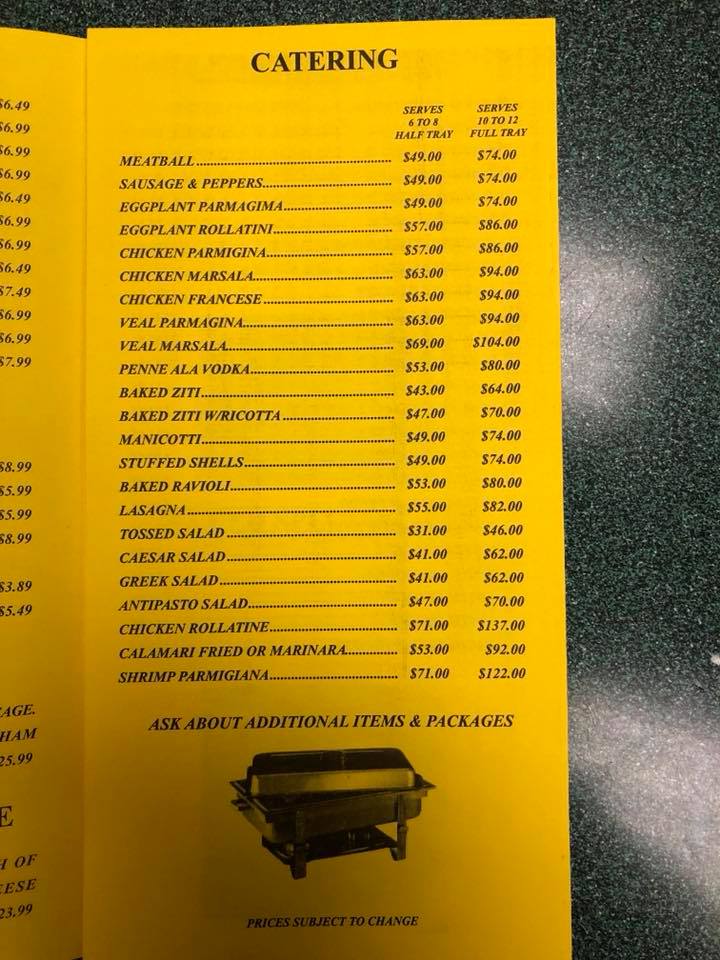 $6.49
$6.99
$6.99
$6.99
$6.49
$6.99
$6.99
$6.49
$7.49
$6.99
$6.99
$7.99
$8.99
$5.99
$5.99
$8.99
$3.89
$5.49
HAM
25.99
E
H OF
23.99
CATERING
SERVES 6 TO 8 HALF TRAY
SERVES 10 TO 12 FULL TRAY
MEATBALL $49.00 $74.00
SAUSAGE & PEPPERS $49.00 $74.00
EGGPLANT PARMAGIMA $49.00 $74.00
EGGPLANT ROLLATINI $57.00 $86.00
CHICKEN PARMIGINA $57.00 $86.00
CHICKEN MARSALA $63.00 $94.00
CHICKEN FRANCESE $63.00 $94.00
VEAL PARMAGINA $63.00 $94.00
VEAL MARSALA $69.00 $104.00
PENNE ALA VODKA $53.00 $80.00
BAKED ZITI $43.00 $64.00
BAKED ZITI W/RICOTTA $47.00 $70.00
MANICOTTI $49.00 $74.00
STUFFED SHELLS $49.00 $74.00
BAKED RAVIOLI $53.00 $80.00
LASAGNA $55.00 $82.00
TOSSED SALAD $31.00 $46.00
CAESAR SALAD $41.00 $62.00
GREEK SALAD $41.00 $62.00
ANTIPASTO SALAD $47.00 $70.00
CHICKEN ROLLATINE $71.00 $137.00
CALAMARI FRIED OR MARINARA $53.00 $92.00
SHRIMP PARMIGIANA $71.00 $122.00
ASK ABOUT ADDITIONAL ITEMS & PACKAGES
PRICES SUBJECT TO CHANGE